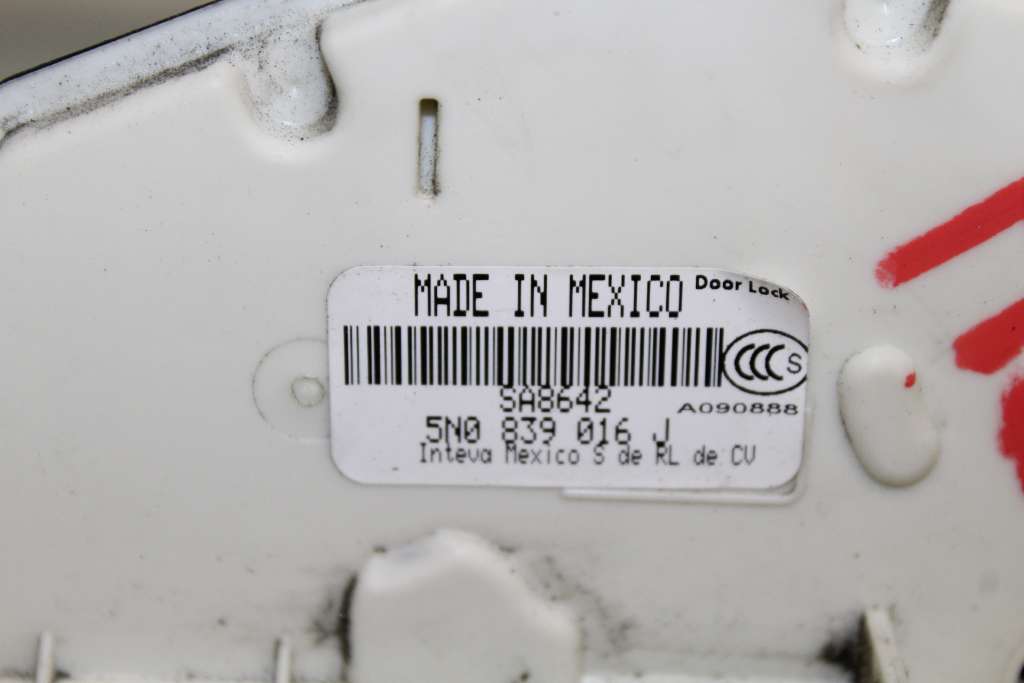 MADE IN MEXICO Door Lock
CCC S
SA8642
A090888
5N0 839 016 J
Inteva Mexico S de RL de CV